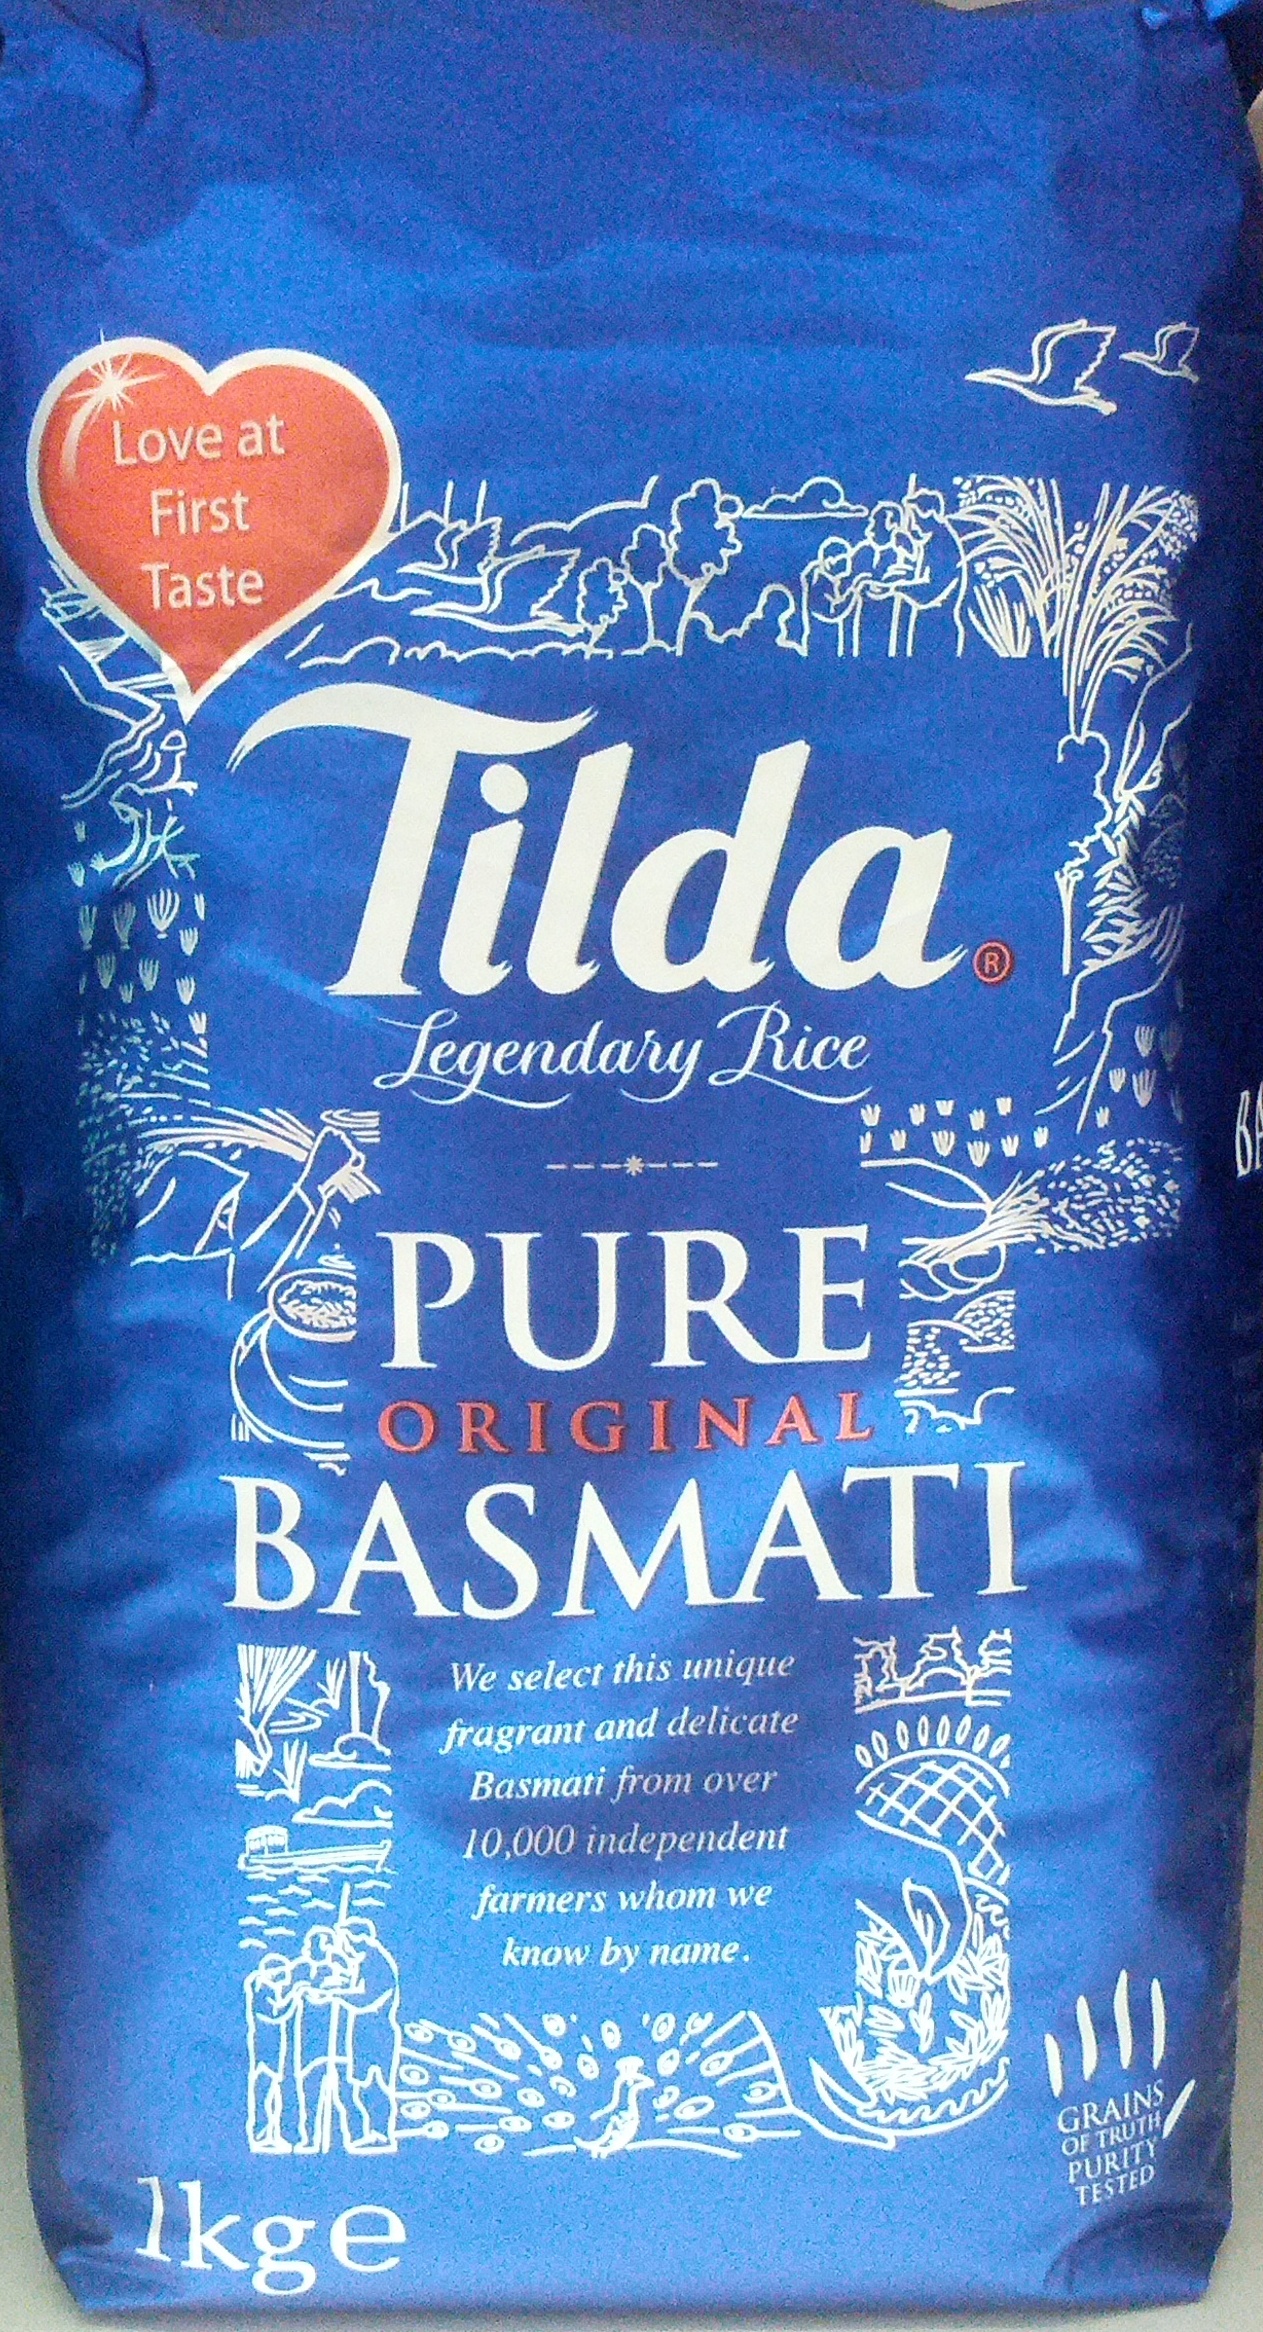 Love at
First
Taste
Tilda®
Legendary Rice
PURE
ORIGINAL
BASMATI
We select this unique
fragrant and delicate
Basmati from over
10,000 independent
farmers whom we
know by name.
GRAINS
OF TRUTH
PURITY
TESTED
1kg e